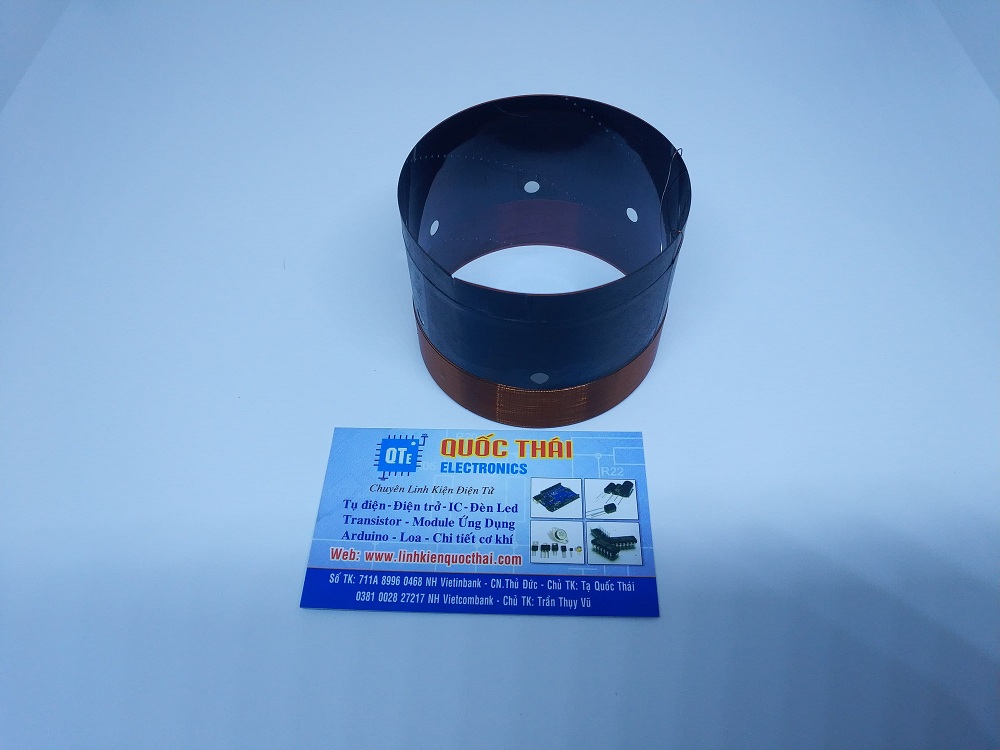 QTE
QUỐC THÁI
ELECTRONICS
R22
Chuyên Linh Kiện Điện Tử
Tụ điện - Điện trở - IC - Đèn Led
Transistor - Module Ứng Dụng
Arduino - Loa - Chi tiết cơ khí
Web: www.linhkienquocthai.com
Số TK: 711A 8996 0468 NH Vietinbank - CN.Thủ Đức - Chủ TK: Tạ Quốc Thái
0381 0028 27217 NH Vietcombank - Chủ TK: Trần Thụy Vũ